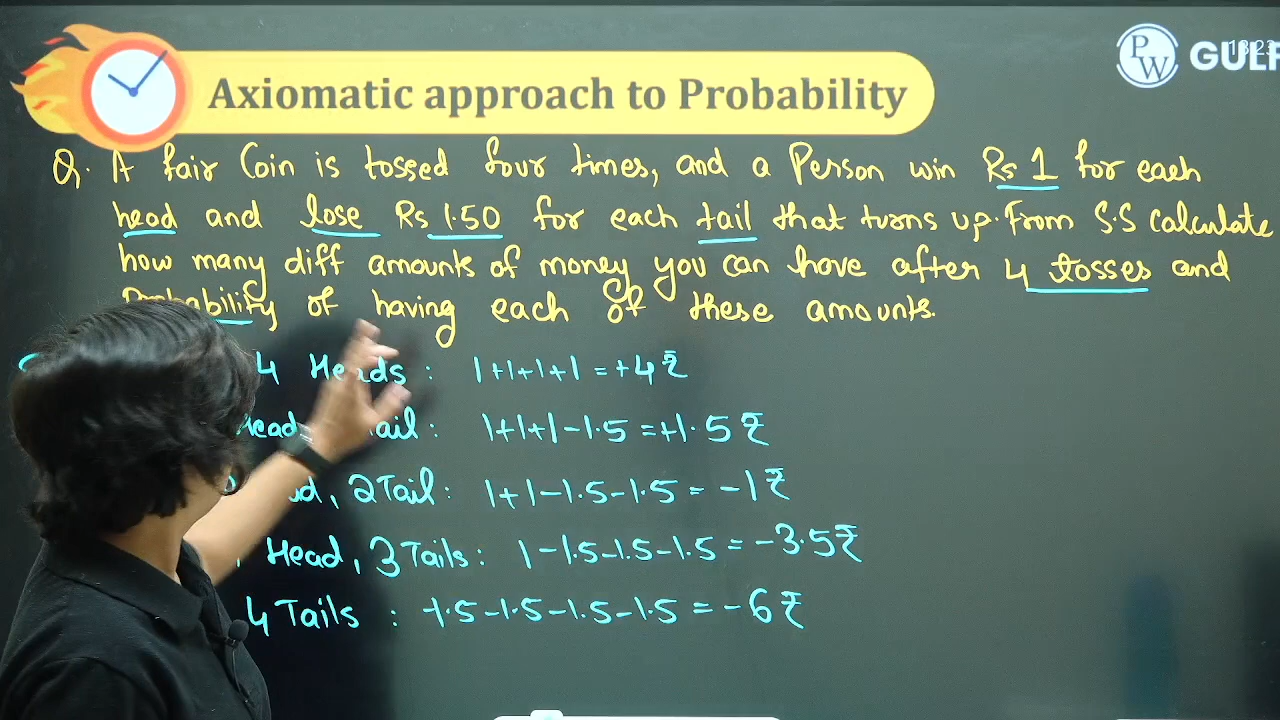 PW GULF
Axiomatic approach to Probability
Q. A fair Coin is tossed four times, and a Person win Rs 1 for each
head and lose Rs 1.50 for each tail that turns up. From S.S calculate
how many diff amounts of money you can have after 4 tosses and
Probability of having each of these amounts.
4 Heads : 1+1+1+1 = +4₹
Head, Tail : 1+1+1-1.5 = +1.5₹
, 2Tail : 1+1-1.5-1.5 = -1₹
Head, 3Tails : 1-1.5-1.5-1.5 = -3.5₹
4 Tails : -1.5-1.5-1.5-1.5 = -6₹